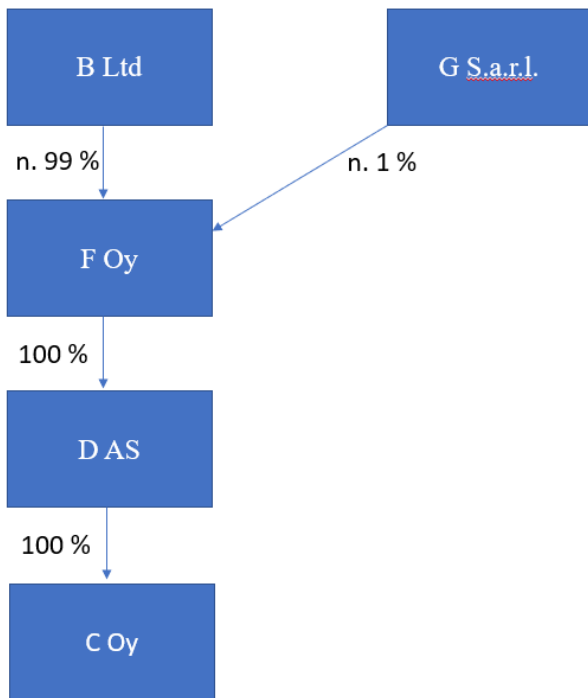 B Ltd
G S.a.r.l.
n. 99 %
n. 1 %
F Oy
100 %
D AS
100 %
C Oy